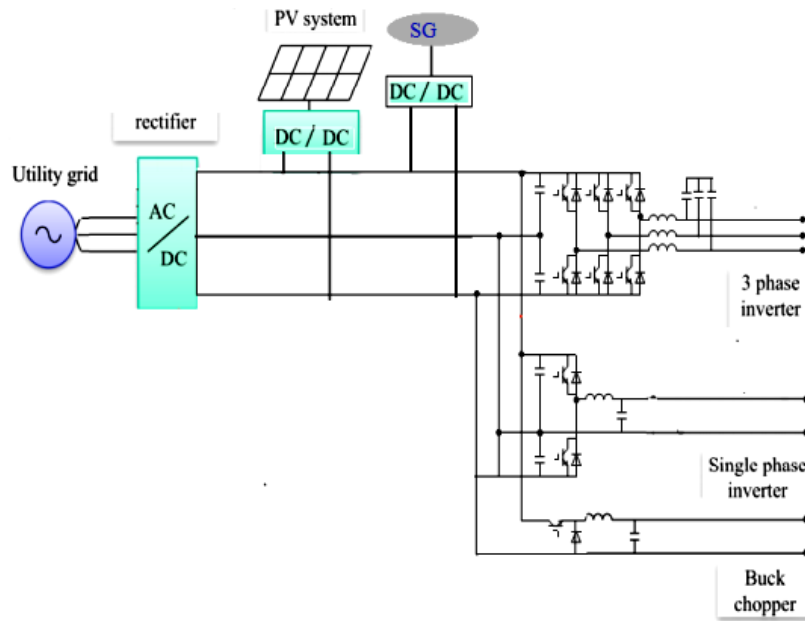 PV system
SG
DC / DC
rectifier
DC / DC
Utility grid
AC
DC
3 phase
inverter
Single phase
inverter
Buck
chopper